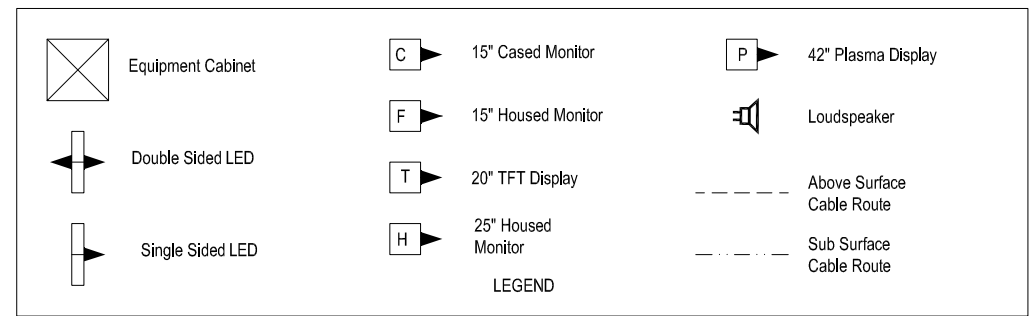 Equipment Cabinet
Double Sided LED
Single Sided LED
C 15" Cased Monitor
F 15" Housed Monitor
T 20" TFT Display
H 25" Housed
Monitor
P 42" Plasma Display
Loudspeaker
Above Surface
Cable Route
Sub Surface
Cable Route
LEGEND